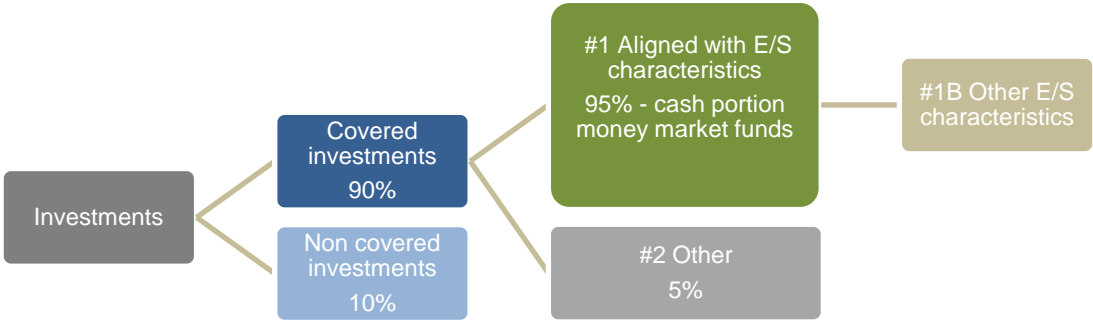 Investments
Covered
investments
90%
Non covered
investments
10%
#1 Aligned with E/S
characteristics
95% - cash portion
money market funds
#2 Other
5%
#1B Other E/S
characteristics